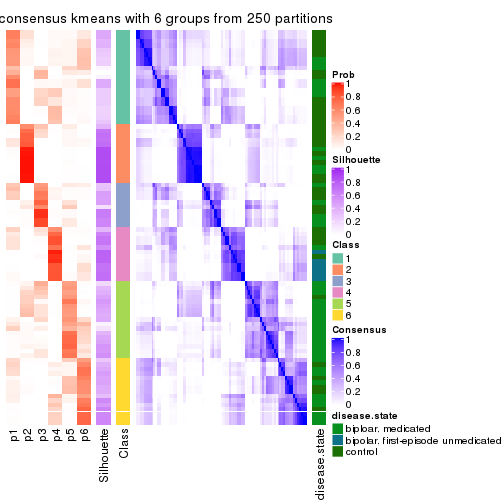 consensus kmeans with 6 groups from 250 partitions
Prob
1
0.8
0.6
0.4
0.2
0
Silhouette
1
0.8
0.6
0.4
0.2
0
Class
1
2
3
4
5
6
Consensus
1
0.8
0.6
0.4
0.2
0
disease.state
biploar. medicated
bipolar. first-episode unmedicated
control
p1
p2
p3
p4
p5
p6
Silhouette
Class
disease.state